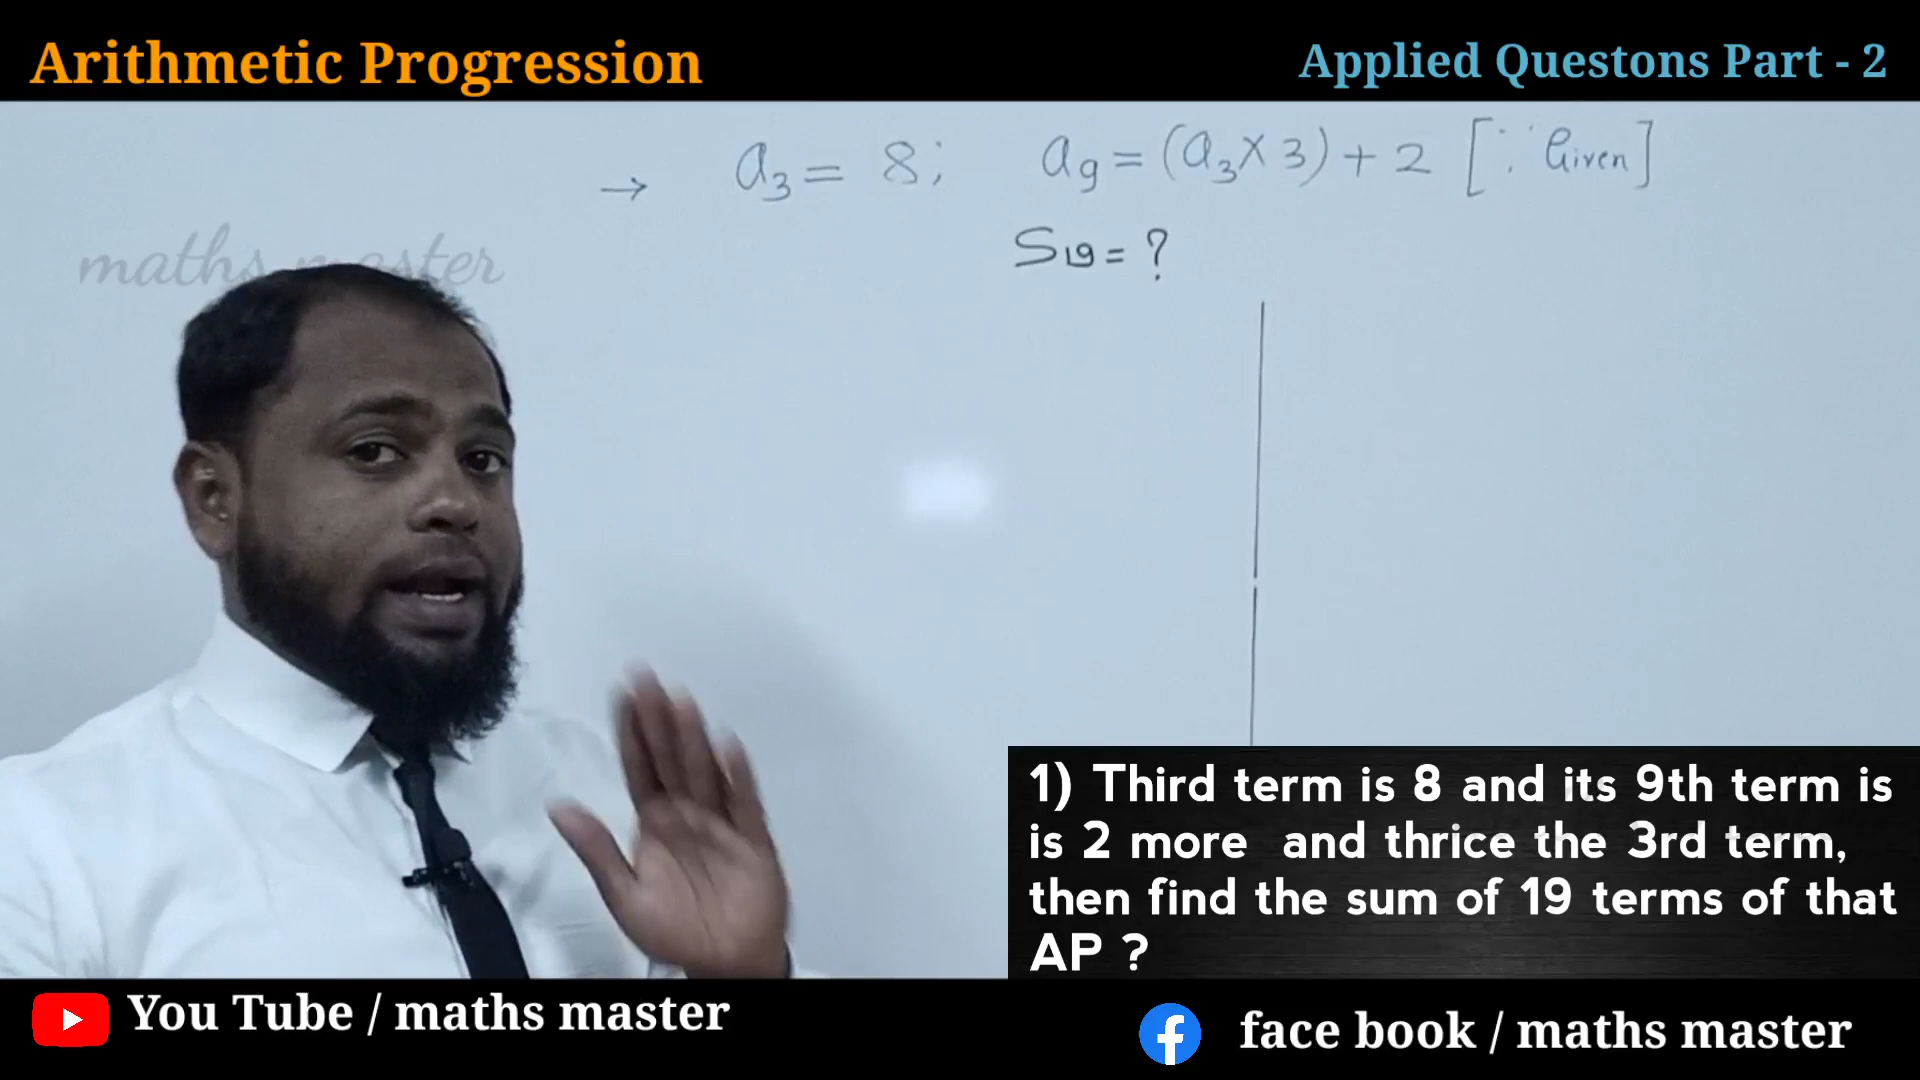 Arithmetic Progression
Applied Questons Part - 2
→ a₃ = 8; a₉ = (a₃ X 3) + 2 [∵ Given]
maths master
S₁₉ = ?
1) Third term is 8 and its 9th term is
is 2 more and thrice the 3rd term,
then find the sum of 19 terms of that
AP ?
You Tube / maths master
face book / maths master